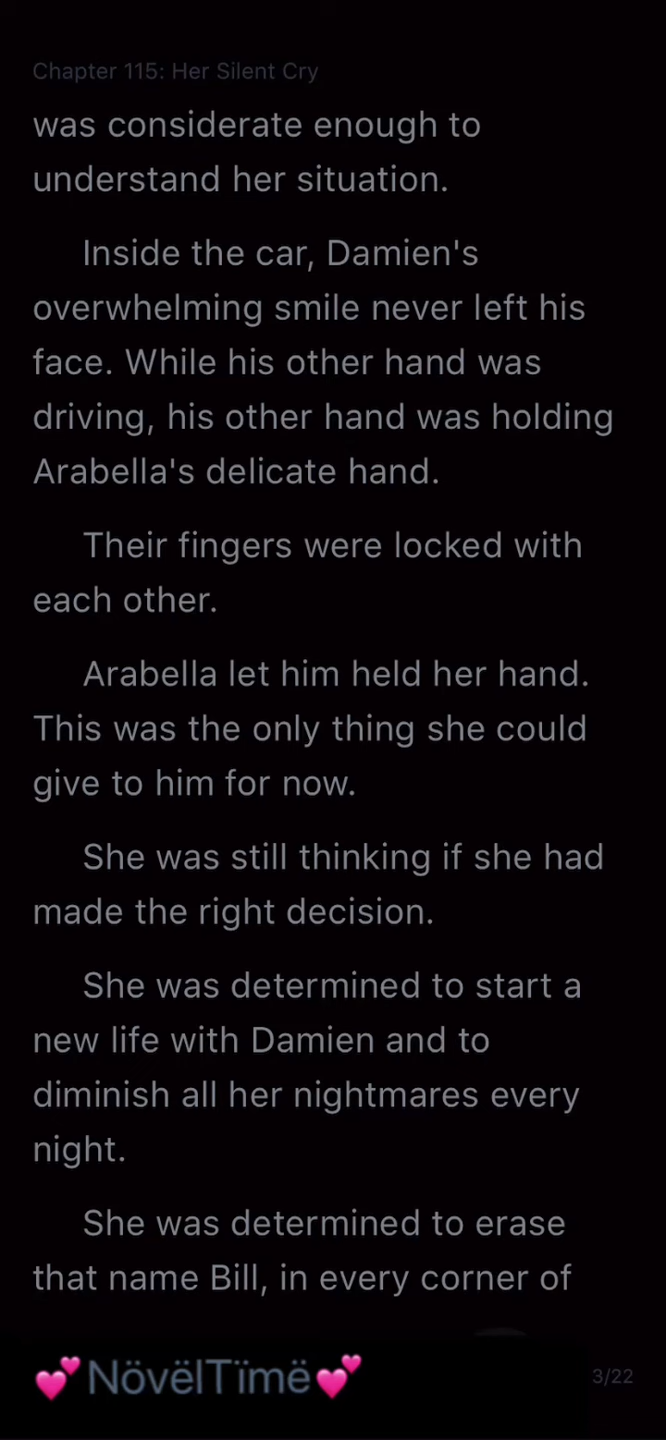 Chapter 115: Her Silent Cry
was considerate enough to
understand her situation.
Inside the car, Damien's
overwhelming smile never left his
face. While his other hand was
driving, his other hand was holding
Arabella's delicate hand.
Their fingers were locked with
each other.
Arabella let him held her hand.
This was the only thing she could
give to him for now.
She was still thinking if she had
made the right decision.
She was determined to start a
new life with Damien and to
diminish all her nightmares every
night.
She was determined to erase
that name Bill, in every corner of
💕NövëlTïmë💕
3/22